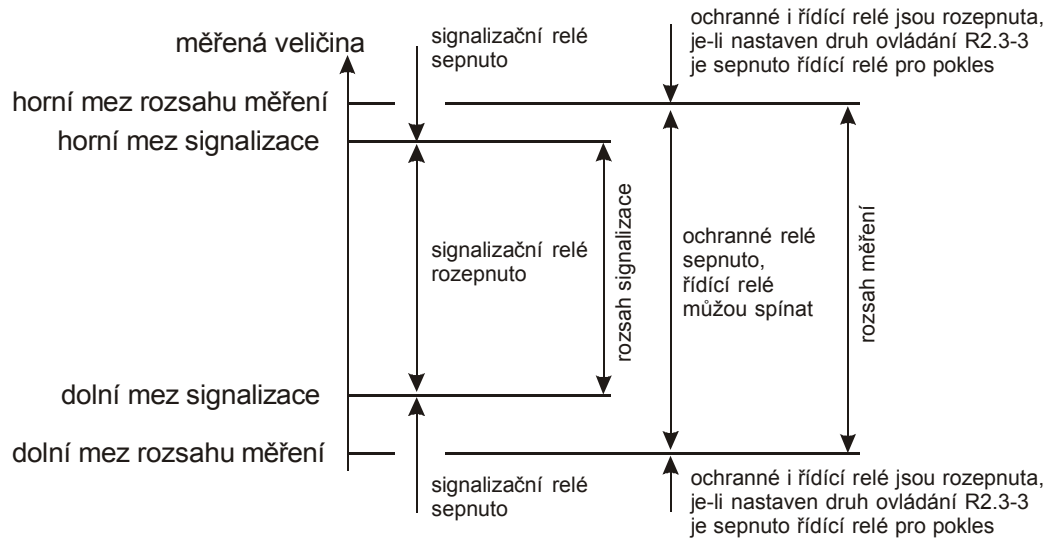 měřená veličina
horní mez rozsahu měření
horní mez signalizace
dolní mez signalizace
dolní mez rozsahu měření
signalizační relé
sepnuto
signalizační relé
rozepnuto
signalizační relé
sepnuto
rozsah signalizace
ochranné i řídící relé jsou rozepnuta,
je-li nastaven druh ovládání R2.3-3
je sepnuto řídící relé pro pokles
ochranné relé
sepnuto,
řídící relé
můžou spínat
rozsah měření
ochranné i řídící relé jsou rozepnuta,
je-li nastaven druh ovládání R2.3-3
je sepnuto řídící relé pro pokles